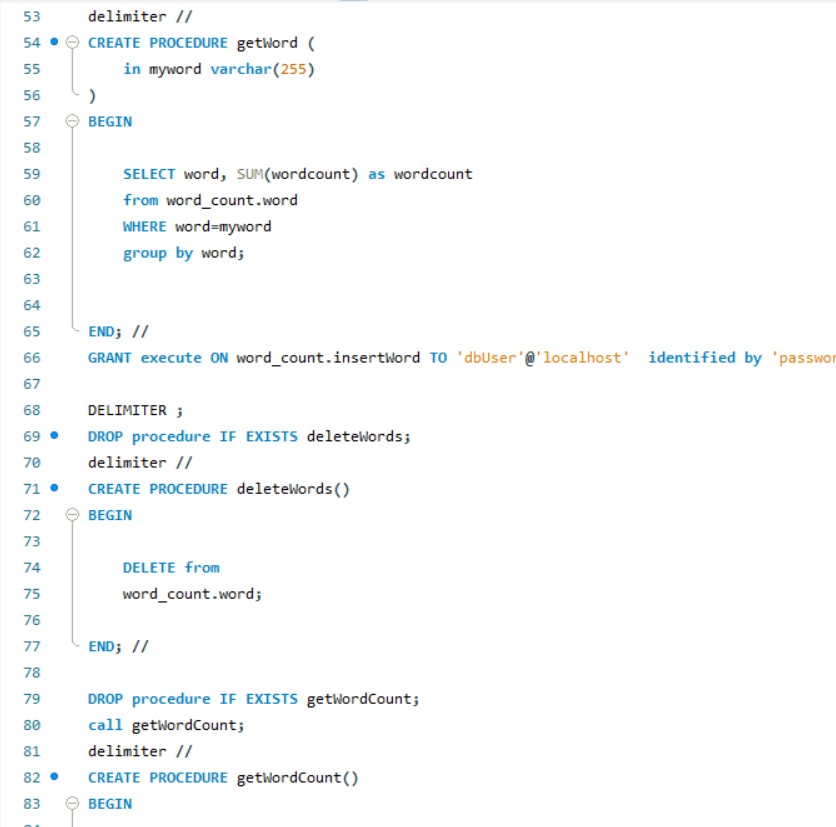 53 delimiter //
54 CREATE PROCEDURE getWord (
55 in myword varchar(255)
56 )
57 BEGIN
58
59 SELECT word, SUM(wordcount) as wordcount
60 from word_count.word
61 WHERE word=myword
62 group by word;
63
64
65 END; //
66 GRANT execute ON word_count.insertWord TO 'dbUser'@'localhost'  identified by 'passwor
67
68 DELIMITER ;
69 DROP procedure IF EXISTS deleteWords;
70 delimiter //
71 CREATE PROCEDURE deleteWords()
72 BEGIN
73
74 DELETE from
75 word_count.word;
76
77 END; //
78
79 DROP procedure IF EXISTS getWordCount;
80 call getWordCount;
81 delimiter //
82 CREATE PROCEDURE getWordCount()
83 BEGIN